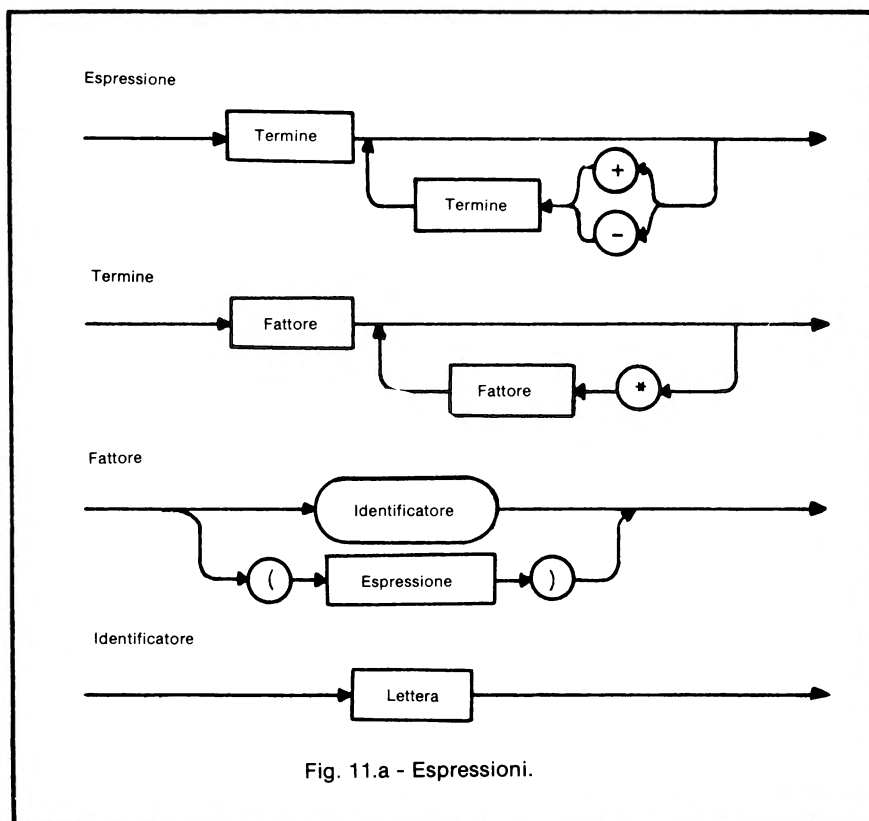 Espressione
Termine
+
Termine
-
Termine
Fattore
Fattore
*
Fattore
Identificatore
(
Espressione
)
Identificatore
Lettera
Fig. 11.a - Espressioni.